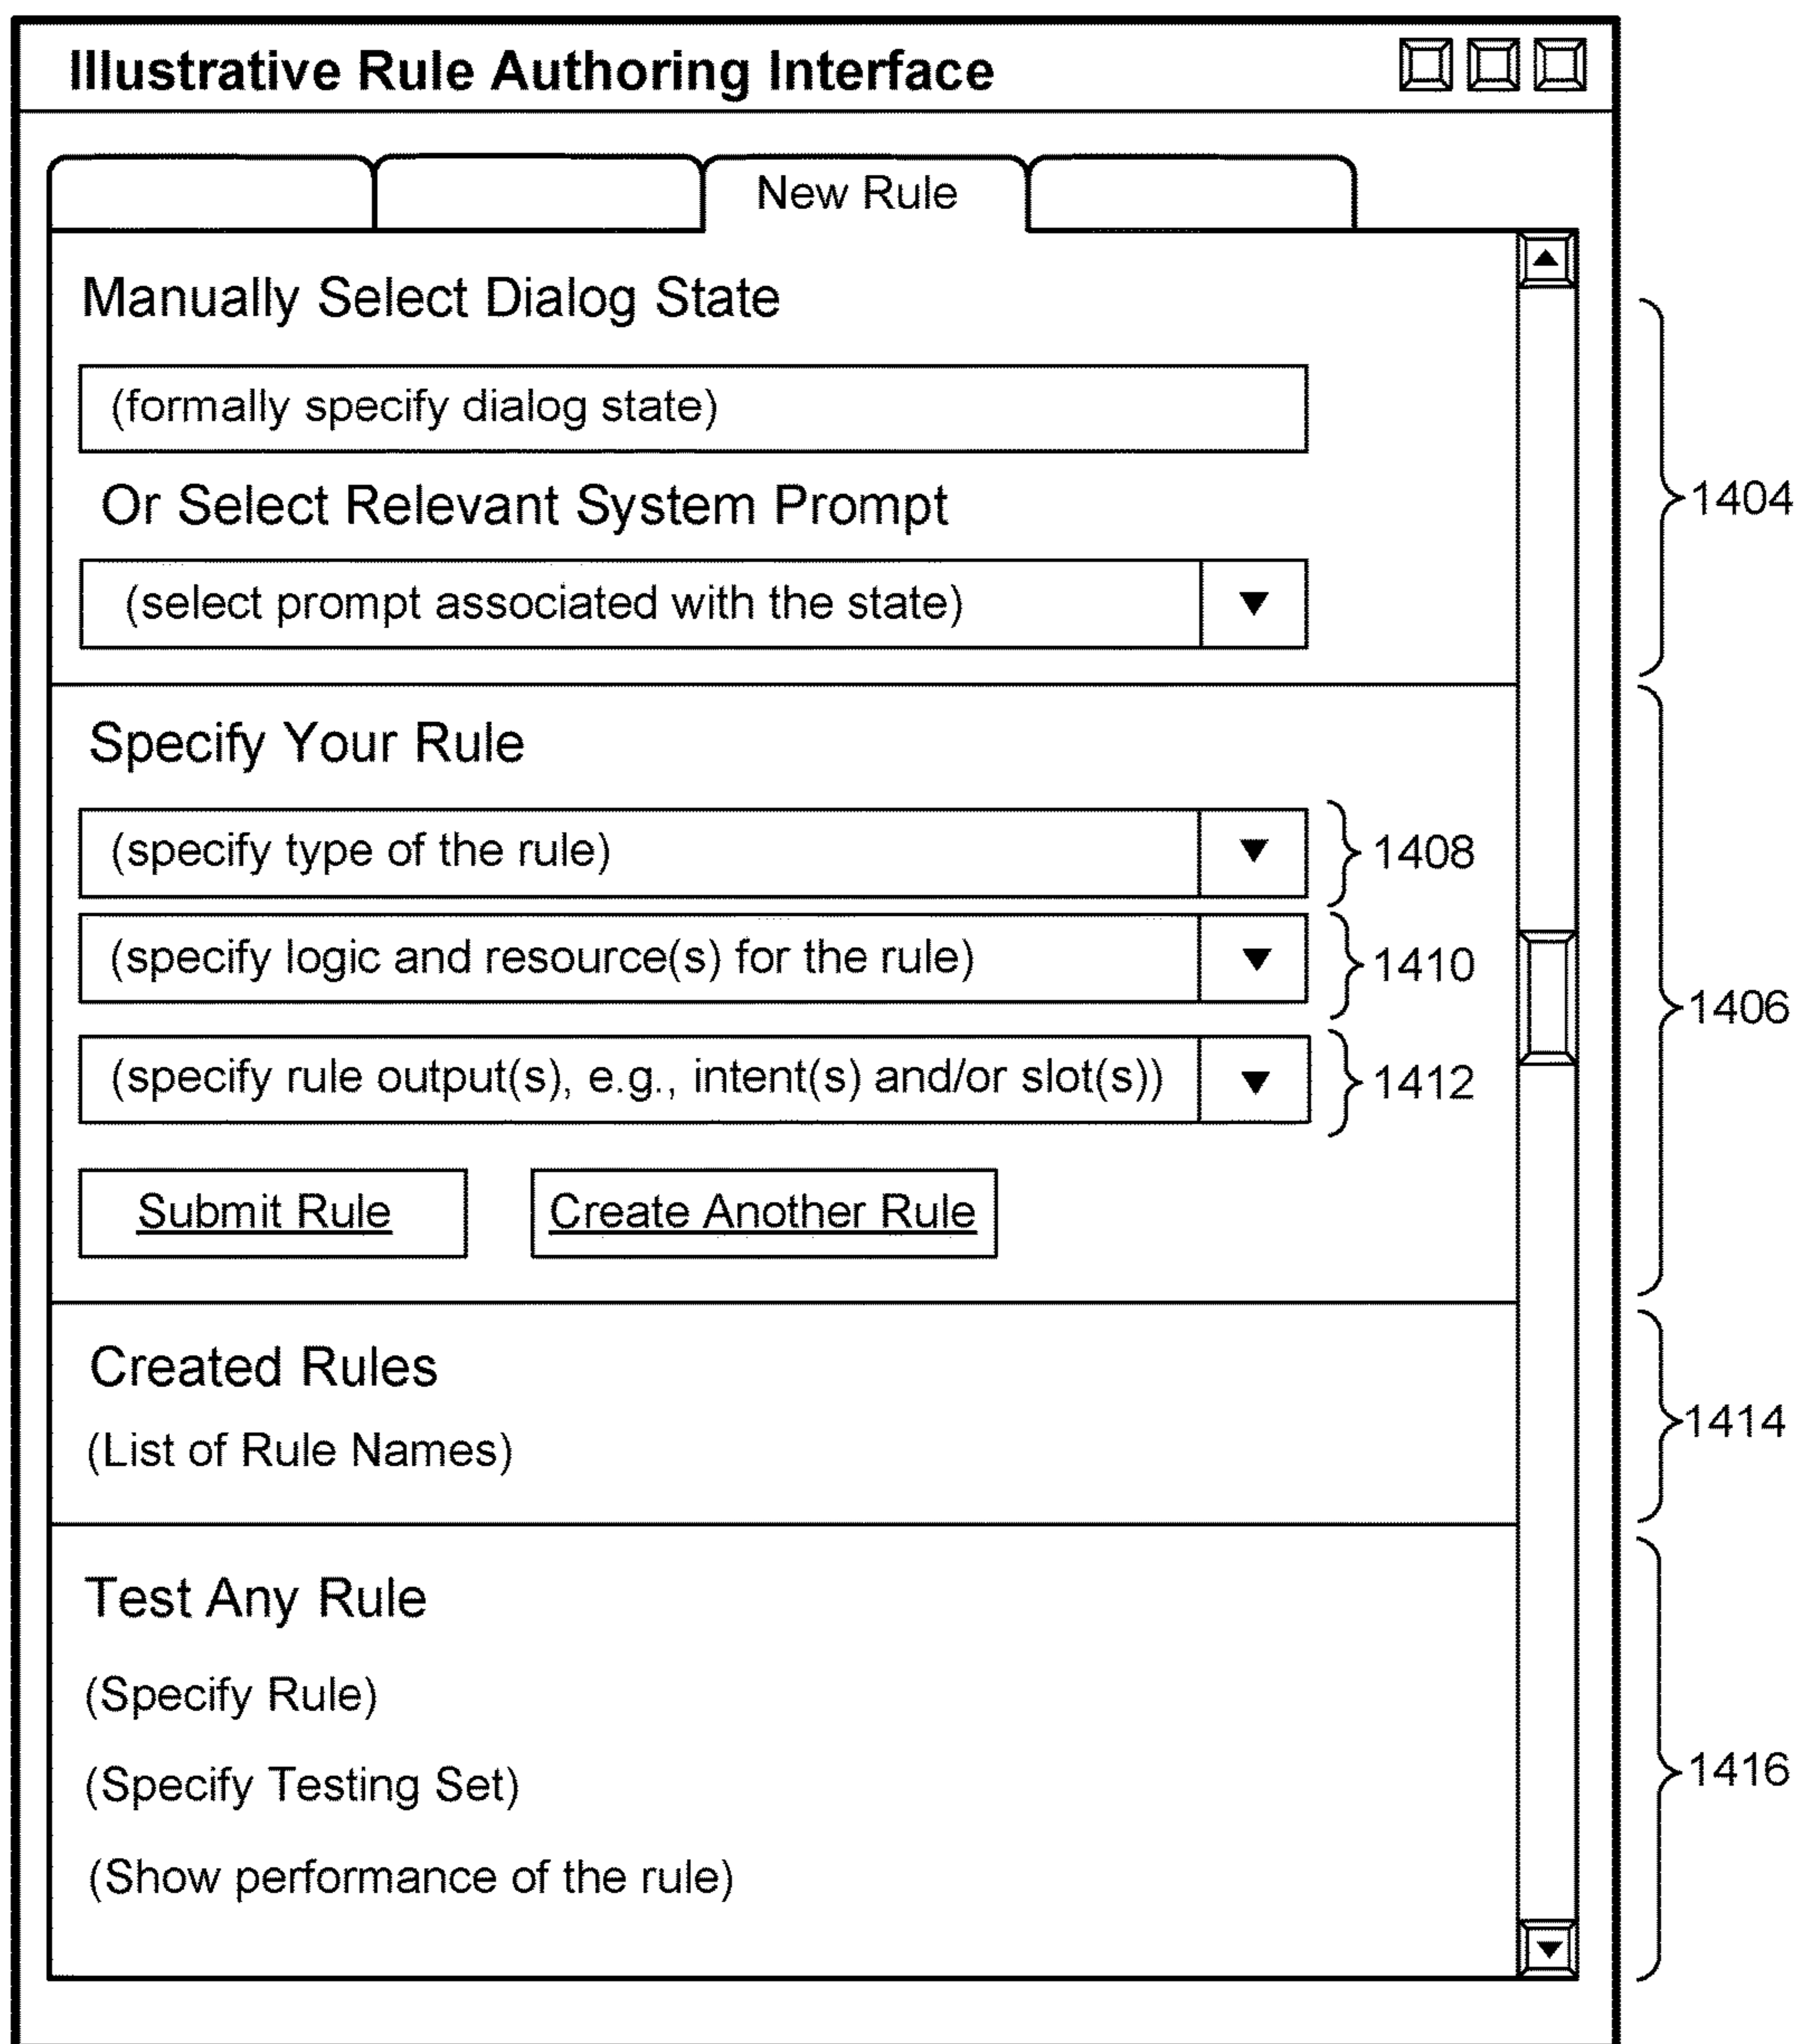 Illustrative Rule Authoring Interface
New Rule
Manually Select Dialog State
(formally specify dialog state)
Or Select Relevant System Prompt
(select prompt associated with the state)
1404
Specify Your Rule
(specify type of the rule)
1408
(specify logic and resource(s) for the rule)
1410
1406
(specify rule output(s), e.g., intent(s) and/or slot(s))
1412
Submit Rule
Create Another Rule
Created Rules
(List of Rule Names)
1414
Test Any Rule
(Specify Rule)
(Specify Testing Set)
1416
(Show performance of the rule)